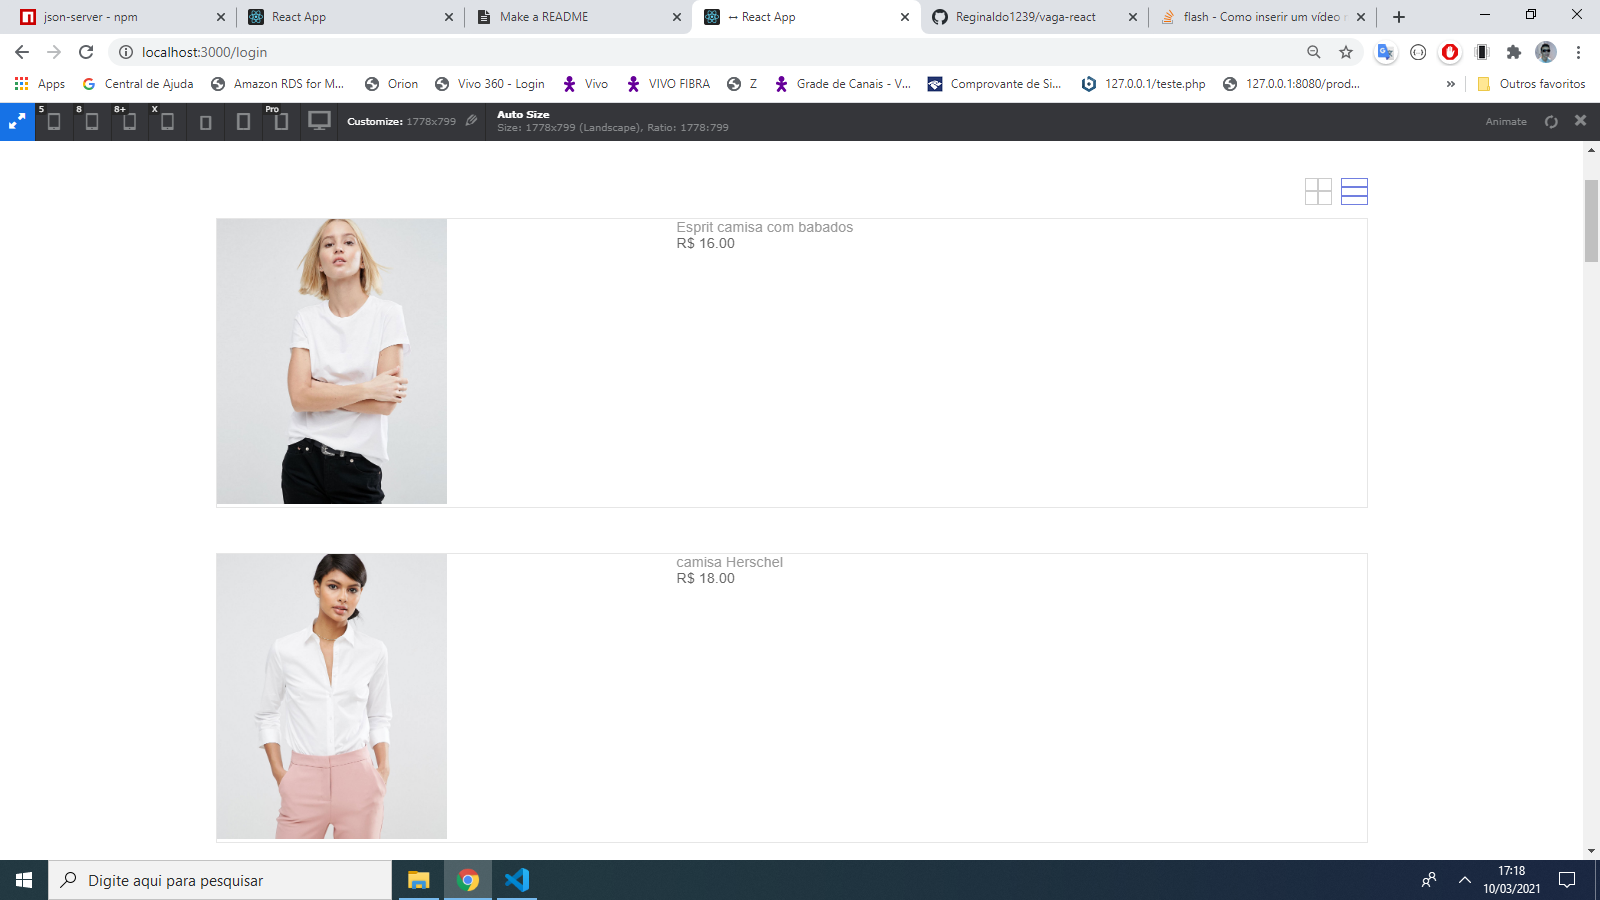 json-server - npm
React App
Make a README
↔ React App
Reginaldo1239/vaga-react
flash - Como inserir um vídeo
localhost:3000/login
Apps
Central de Ajuda
Amazon RDS for M...
Orion
Vivo 360 - Login
Vivo
VIVO FIBRA
Z
Grade de Canais - V...
Comprovante de Si...
127.0.0.1/teste.php
127.0.0.1:8080/prod...
»
Outros favoritos
5
8
8+
X
Pro
Customize: 1778x799
Auto Size
Size: 1778x799 (Landscape), Ratio: 1778:799
Animate
Esprit camisa com babados
R$ 16.00
camisa Herschel
R$ 18.00
Digite aqui para pesquisar
17:18
10/03/2021